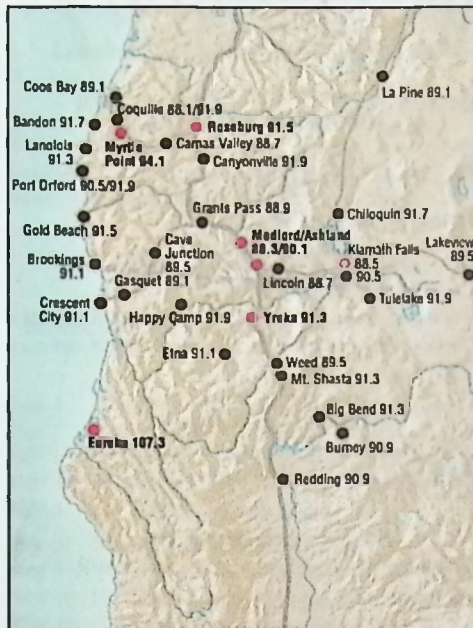 Coos Bay 89.1
La Pine 89.1
Coquille 88.1/91.9
Bandon 91.7
Roseburg 91.5
Langlois
91.3
Myrtle
Point 94.1
Camas Valley 88.7
Canyonville 91.9
Port Orford 90.5/91.9
Grants Pass 88.9
Gold Beach 91.5
Chiloquin 91.7
Medford/Ashland
88.3/90.1
Cave
Junction
89.5
Klamath Falls
88.5
90.5
Lakeview
89.5
Brookings
91.1
Lincoln 88.7
Gasquet 89.1
Tulelake 91.9
Crescent
City 91.1
Happy Camp 91.9
Yreka 91.3
Etna 91.1
Weed 89.5
Mt. Shasta 91.3
Big Bend 91.3
Eureka 107.3
Burney 90.9
Redding 90.9